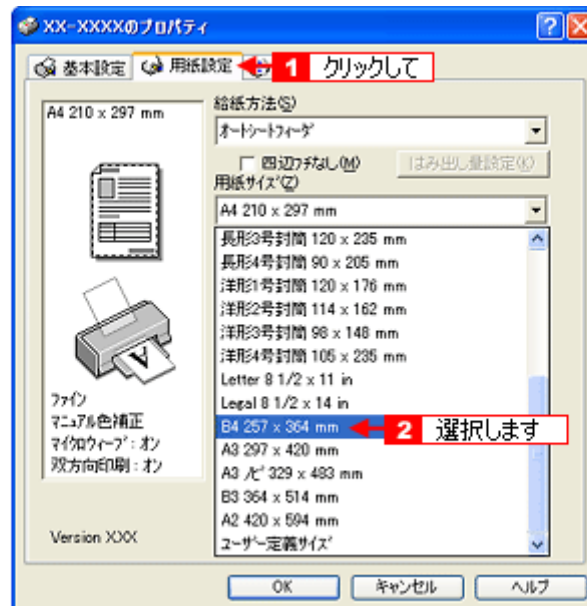 XX-XXXXのプロパティ
基本設定 用紙設定 1 クリックして
A4 210 x 297 mm
給紙方法(S)
オートシートフィーダ
四辺フチなし(M) はみ出し量設定(K)
用紙サイズ(Z)
A4 210 x 297 mm
長形3号封筒 120 x 235 mm
長形4号封筒 90 x 205 mm
洋形1号封筒 120 x 176 mm
洋形2号封筒 114 x 162 mm
洋形3号封筒 98 x 148 mm
洋形4号封筒 105 x 235 mm
Letter 8 1/2 x 11 in
Legal 8 1/2 x 14 in
B4 257 x 364 mm 2 選択します
A3 297 x 420 mm
A3 ノビ 329 x 483 mm
B3 364 x 514 mm
A2 420 x 594 mm
ユーザー定義サイズ
ファイン
マニュアル色補正
マイクロウィーブ : オン
双方向印刷 : オン
Version XXX
OK キャンセル ヘルプ